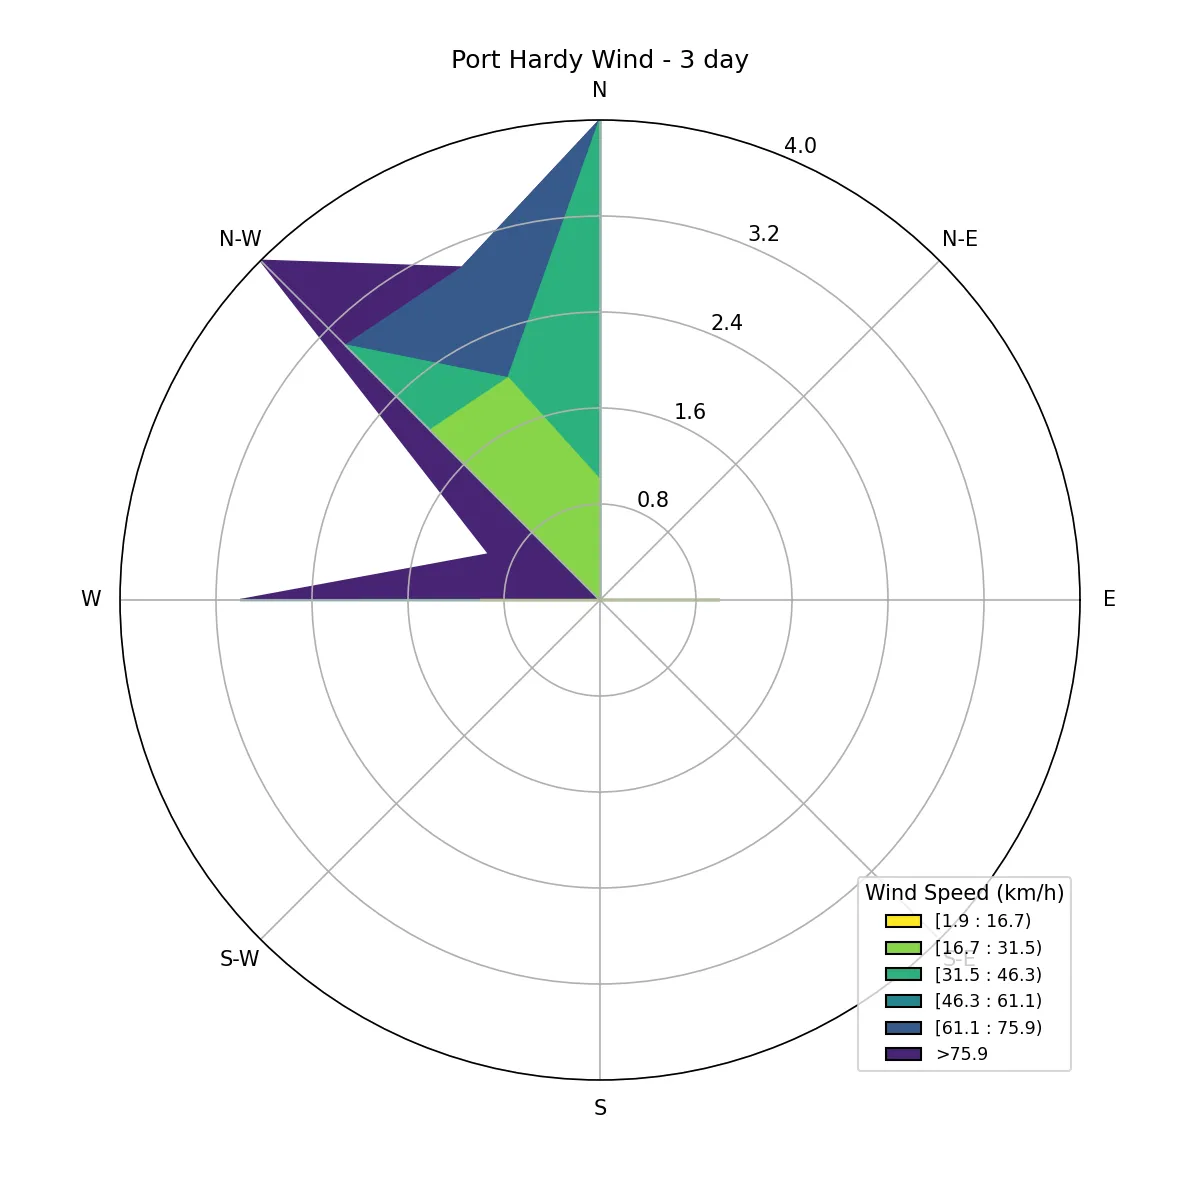 Port Hardy Wind - 3 day
N
4.0
N-W
3.2
N-E
2.4
1.6
0.8
W
E
S-W
S-E
S
Wind Speed (km/h)
[1.9 : 16.7)
[16.7 : 31.5)
[31.5 : 46.3)
[46.3 : 61.1)
[61.1 : 75.9)
>75.9